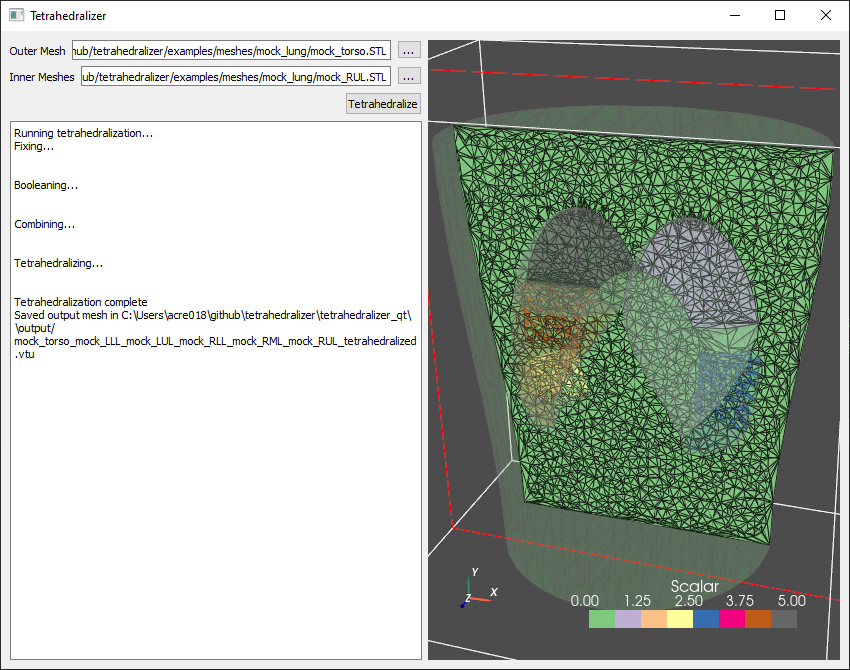 Tetrahedralizer
Outer Mesh
hub/tetrahedralizer/examples/meshes/mock_lung/mock_torso.STL
...
Inner Meshes
ub/tetrahedralizer/examples/meshes/mock_lung/mock_RUL.STL
...
Tetrahedralize
Running tetrahedralization...
Fixing...
Booleaning...
Combining...
Tetrahedralizing...
Tetrahedralization complete
Saved output mesh in C:\Users\acre018\github\tetrahedralizer\tetrahedralizer_qt\
\output/
mock_torso_mock_LLL_mock_LUL_mock_RLL_mock_RML_mock_RUL_tetrahedralized
.vtu
Y
X
Z
Scalar
0.00 1.25 2.50 3.75 5.00